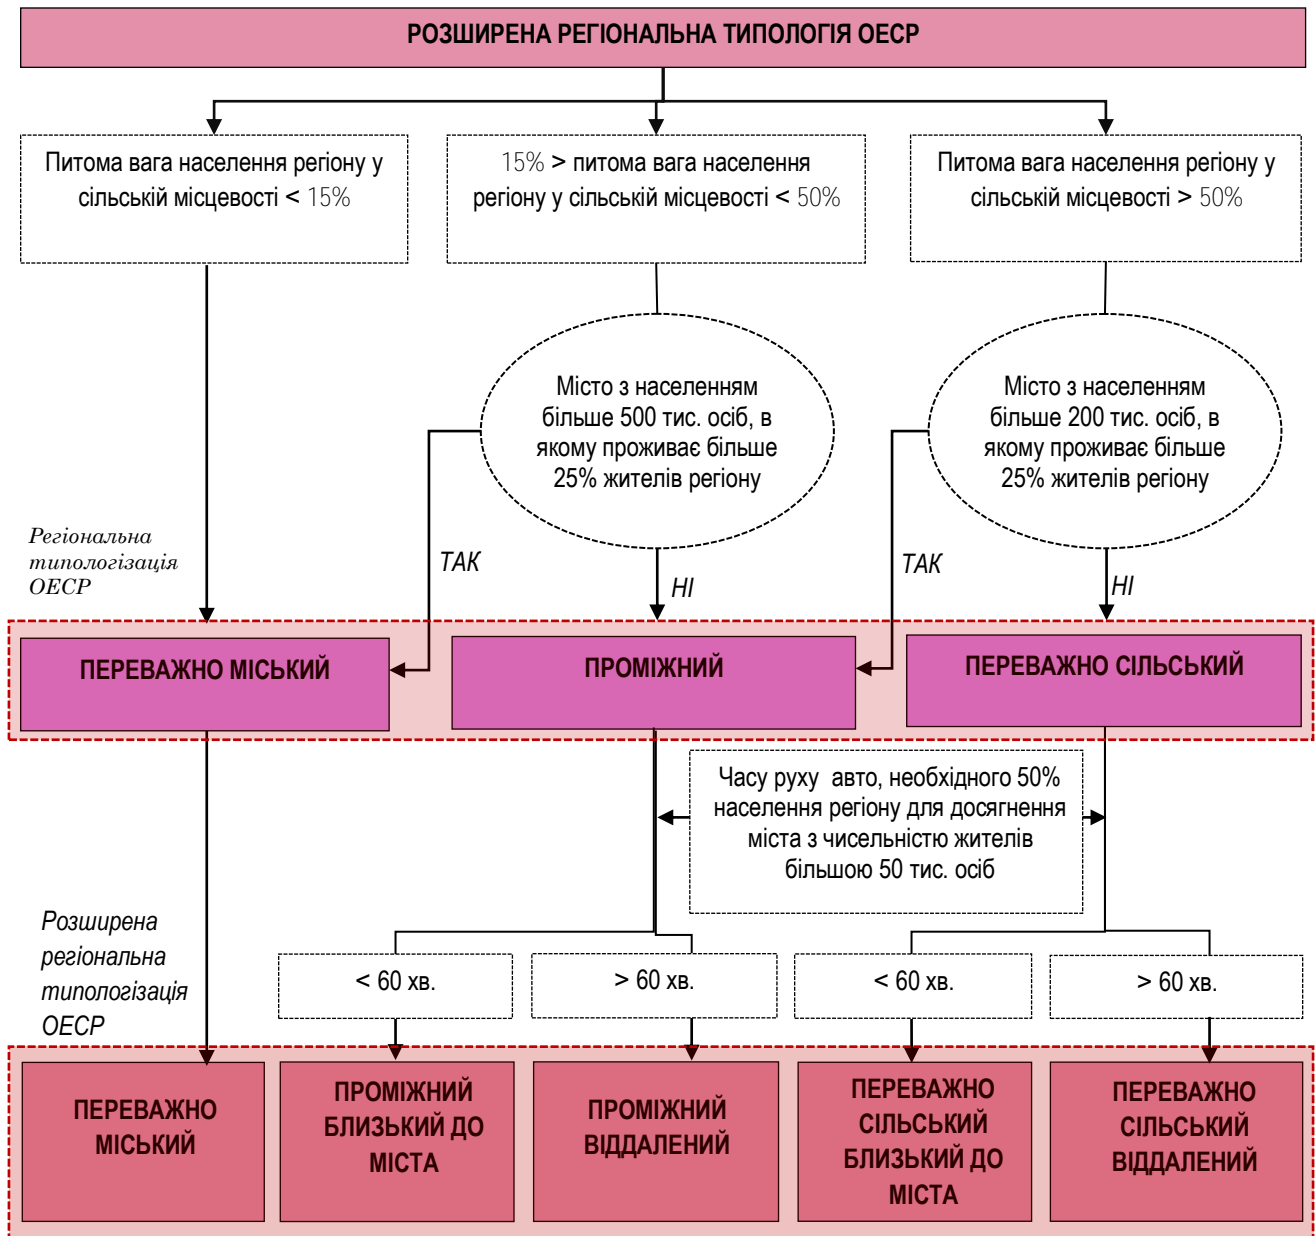 РОЗШИРЕНА РЕГІОНАЛЬНА ТИПОЛОГІЯ ОЕСР
Питома вага населення регіону у
сільській місцевості < 15%
15% > питома вага населення
регіону у сільській місцевості < 50%
Питома вага населення регіону у
сільській місцевості > 50%
Місто з населенням
більше 500 тис. осіб, в
якому проживає більше
25% жителів регіону
Місто з населенням
більше 200 тис. осіб, в
якому проживає більше
25% жителів регіону
Регіональна
типологізація
ОЕСР
ТАК
НІ
ТАК
НІ
ПЕРЕВАЖНО МІСЬКИЙ
ПРОМІЖНИЙ
ПЕРЕВАЖНО СІЛЬСЬКИЙ
Часу руху авто, необхідного 50%
населення регіону для досягнення
міста з чисельністю жителів
більшою 50 тис. осіб
Розширена
регіональна
типологізація
ОЕСР
< 60 хв.
> 60 хв.
< 60 хв.
> 60 хв.
ПЕРЕВАЖНО
МІСЬКИЙ
ПРОМІЖНИЙ
БЛИЗЬКИЙ ДО
МІСТА
ПРОМІЖНИЙ
ВІДДАЛЕНИЙ
ПЕРЕВАЖНО
СІЛЬСЬКИЙ
БЛИЗЬКИЙ ДО
МІСТА
ПЕРЕВАЖНО
СІЛЬСЬКИЙ
ВІДДАЛЕНИЙ